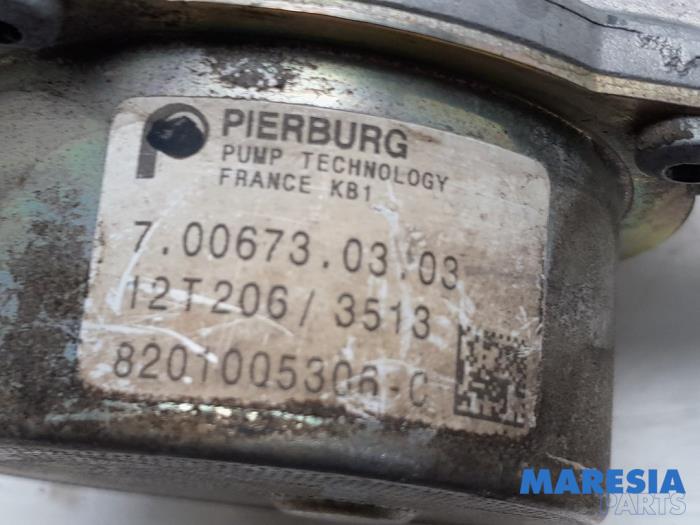 PIERBURG
PUMP TECHNOLOGY
FRANCE KB1
7.00673.03.03
12T206/3513
8201005306-C
MARESIA
PARTS